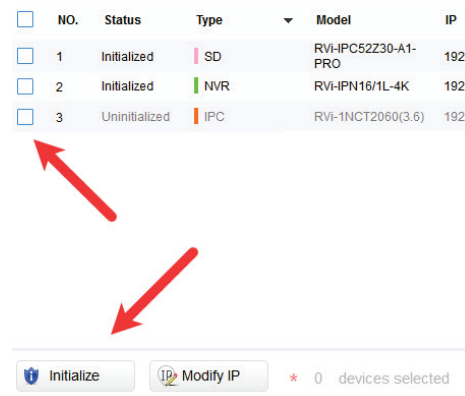 NO. Status Type Model IP
1 Initialized SD RVi-IPC52Z30-A1-PRO 192
2 Initialized NVR RVi-IPN16/1L-4K 192
3 Uninitialized IPC RVi-1NCT2060(3.6) 192
Initialize IP Modify IP * 0 devices selected